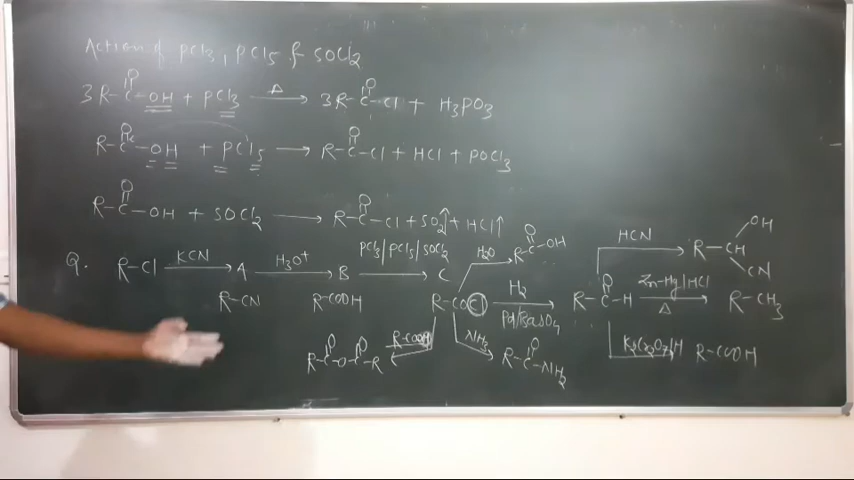 Action of PCl3, PCl5 & SOCl2
3R-C(=O)-OH + PCl3 —Δ→ 3R-C(=O)-Cl + H3PO3
R-C(=O)-OH + PCl5 → R-C(=O)-Cl + HCl + POCl3
R-C(=O)-OH + SOCl2 → R-C(=O)-Cl + SO2↑ + HCl↑
Q. R-Cl —KCN→ A —H3O+→ B —PCl3/PCl5/SOCl2→ C
R-CN R-COOH R-COCl
H2O R-C(=O)-OH
H2 Pd/BaSO4 R-C(=O)-H
HCN R-CH OH CN
Zn-Hg/HCl Δ R-CH3
R-COOH R-C(=O)-O-C(=O)-R
NH3 R-C(=O)-NH2
K2Cr2O7/H R-COOH